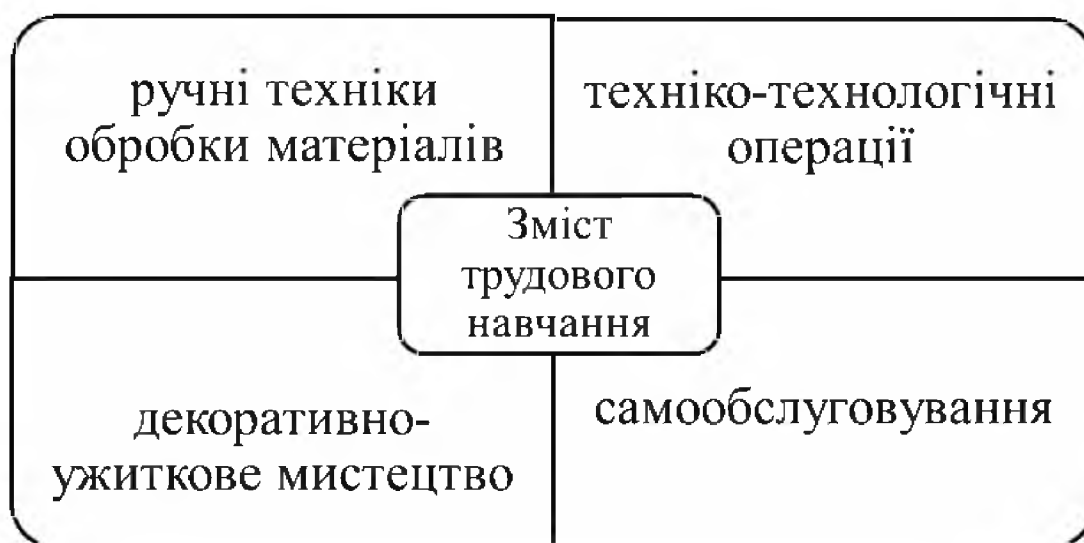 ручні техніки
обробки матеріалів
техніко-технологічні
операції
Зміст
трудового
навчання
декоративно-
ужиткове мистецтво
самообслуговування